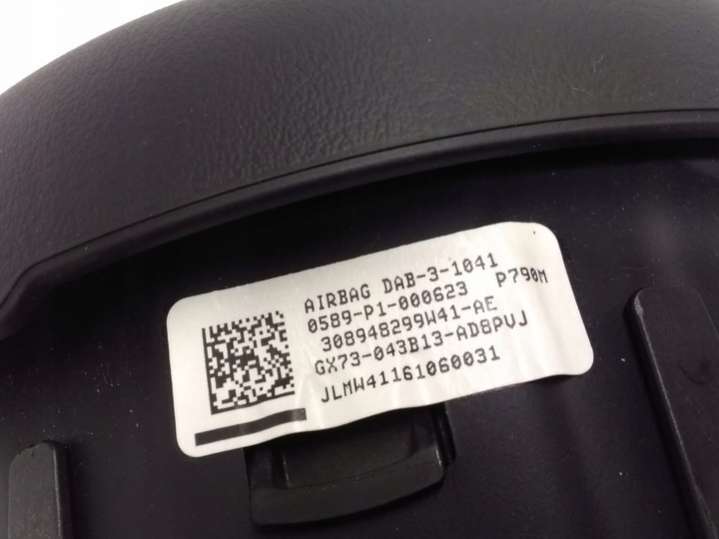 AIRBAG DAB-3-1041
0589-P1-000623 P790M
308948299W41-AE
GX73-043B13-AD8PVJ
JLMW41161060031